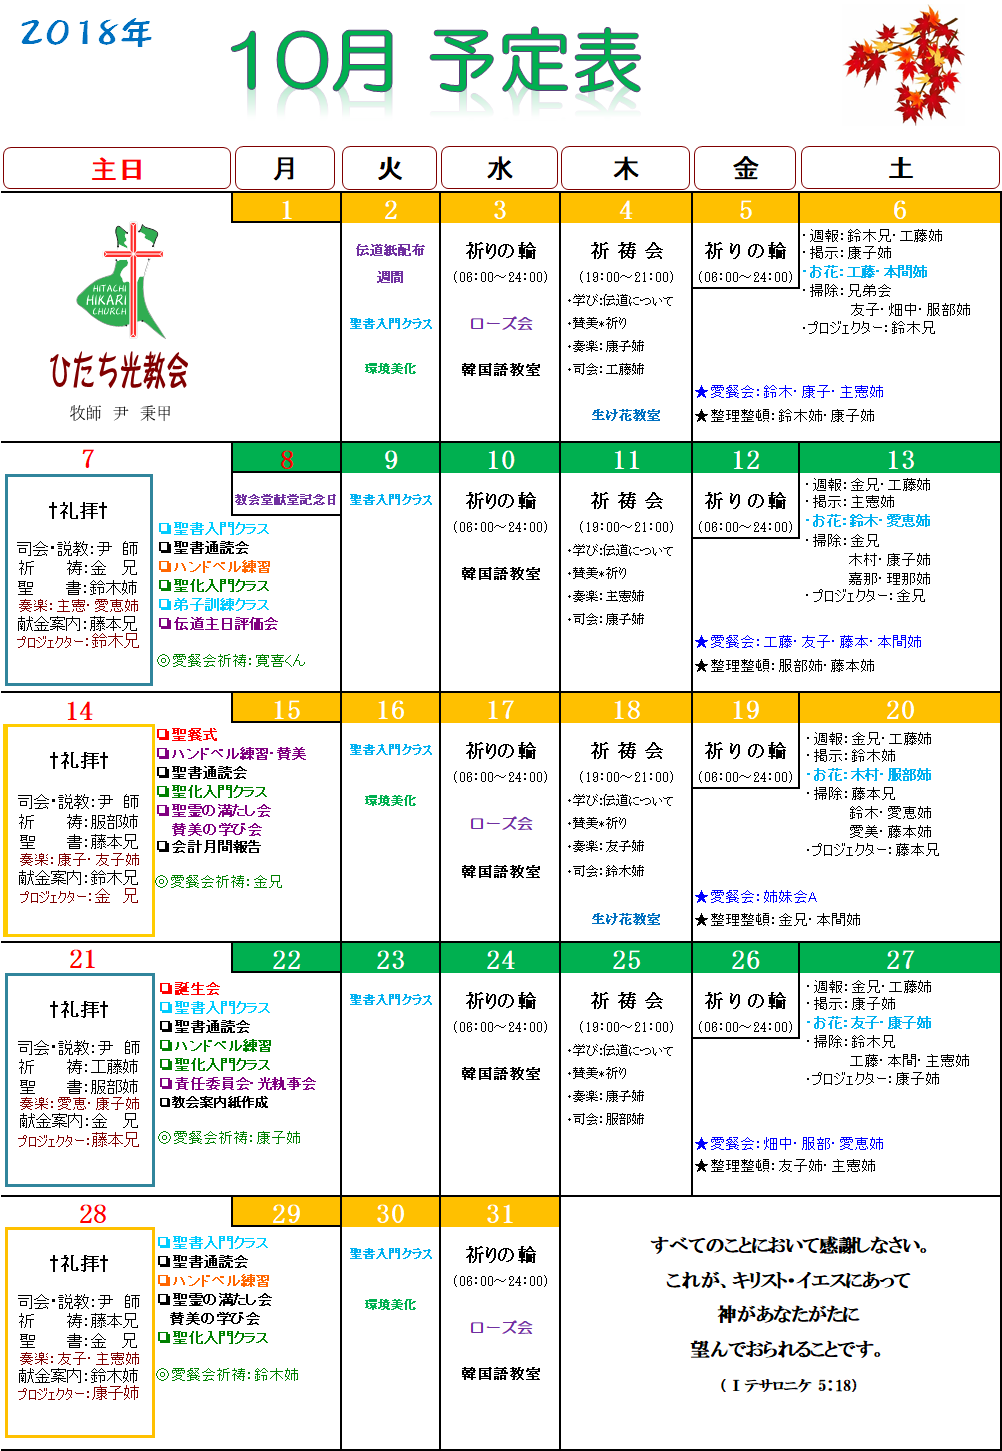 2018年
10月 予定表
主日 月 火 水 木 金 土
HITACHI
HIKARI
CHURCH
ひたち光教会
牧師 尹 秉甲
1
2
伝道紙配布
週間
聖書入門クラス
環境美化
3
祈りの輪
(06:00～24:00)
ローズ会
韓国語教室
4
祈 祷 会
(19:00～21:00)
・学び:伝道について
・賛美*祈り
・奏楽: 康子姉
・司会: 工藤姉
生け花教室
5
祈りの輪
(06:00～24:00)
6
・週報: 鈴木兄・工藤姉
・掲示: 康子姉
・お花: 工藤・本間姉
・掃除: 兄弟会
友子・畑中・服部姉
・プロジェクター: 鈴木兄
★愛餐会: 鈴木・康子・主憲姉
★整理整頓: 鈴木姉・康子姉
7
✝礼拝✝
司会・説教: 尹 師
祈 祷: 金 兄
聖 書: 鈴木姉
奏楽: 主憲・愛恵姉
献金案内: 藤本兄
プロジェクター: 鈴木兄
8
教会堂献堂記念日
❏聖書入門クラス
❏聖書通読会
❏ハンドベル練習
❏聖化入門クラス
❏弟子訓練クラス
❏伝道主日評価会
◎愛餐会祈祷: 寛喜くん
9
聖書入門クラス
10
祈りの輪
(06:00～24:00)
韓国語教室
11
祈 祷 会
(19:00～21:00)
・学び:伝道について
・賛美*祈り
・奏楽: 主憲姉
・司会: 康子姉
12
祈りの輪
(06:00～24:00)
13
・週報: 金兄・工藤姉
・掲示: 主憲姉
・お花: 鈴木・愛恵姉
・掃除: 金兄
木村・康子姉
嘉那・理那姉
・プロジェクター: 金兄
★愛餐会: 工藤・友子・藤本・本間姉
★整理整頓: 服部姉・藤本姉
14
✝礼拝✝
司会・説教: 尹 師
祈 祷: 服部姉
聖 書: 藤本兄
奏楽: 康子・友子姉
献金案内: 鈴木兄
プロジェクター: 金 兄
15
❏聖餐式
❏ハンドベル練習・賛美
❏聖書通読会
❏聖化入門クラス
❏聖霊の満たし会
賛美の学び会
❏会計月間報告
◎愛餐会祈祷: 金兄
16
聖書入門クラス
環境美化
17
祈りの輪
(06:00～24:00)
ローズ会
韓国語教室
18
祈 祷 会
(19:00～21:00)
・学び:伝道について
・賛美*祈り
・奏楽: 友子姉
・司会: 鈴木姉
生け花教室
19
祈りの輪
(06:00～24:00)
20
・週報: 金兄・工藤姉
・掲示: 鈴木姉
・お花: 木村・服部姉
・掃除: 藤本兄
鈴木・愛恵姉
愛美・藤本姉
・プロジェクター: 藤本兄
★愛餐会: 姉妹会A
★整理整頓: 金兄・本間姉
21
✝礼拝✝
司会・説教: 尹 師
祈 祷: 工藤姉
聖 書: 服部姉
奏楽: 愛恵・康子姉
献金案内: 金 兄
プロジェクター: 藤本兄
22
❏誕生会
❏聖書入門クラス
❏聖書通読会
❏ハンドベル練習
❏聖化入門クラス
❏責任委員会・光執事会
❏教会案内紙作成
◎愛餐会祈祷: 康子姉
23
聖書入門クラス
24
祈りの輪
(06:00～24:00)
韓国語教室
25
祈 祷 会
(19:00～21:00)
・学び:伝道について
・賛美*祈り
・奏楽: 康子姉
・司会: 服部姉
26
祈りの輪
(06:00～24:00)
27
・週報: 金兄・工藤姉
・掲示: 康子姉
・お花: 友子・康子姉
・掃除: 鈴木兄
工藤・本間・主憲姉
・プロジェクター: 康子姉
★愛餐会: 畑中・服部・愛恵姉
★整理整頓: 友子姉・主憲姉
28
✝礼拝✝
司会・説教: 尹 師
祈 祷: 藤本兄
聖 書: 金 兄
奏楽: 友子・主憲姉
献金案内: 鈴木姉
プロジェクター: 康子姉
29
❏聖書入門クラス
❏聖書通読会
❏ハンドベル練習
❏聖霊の満たし会
賛美の学び会
❏聖化入門クラス
◎愛餐会祈祷: 鈴木姉
30
聖書入門クラス
環境美化
31
祈りの輪
(06:00～24:00)
ローズ会
韓国語教室
すべてのことにおいて感謝しなさい。
これが、キリスト・イエスにあって
神があなたがたに
望んでおられることです。
(Ⅰテサロニケ 5:18)